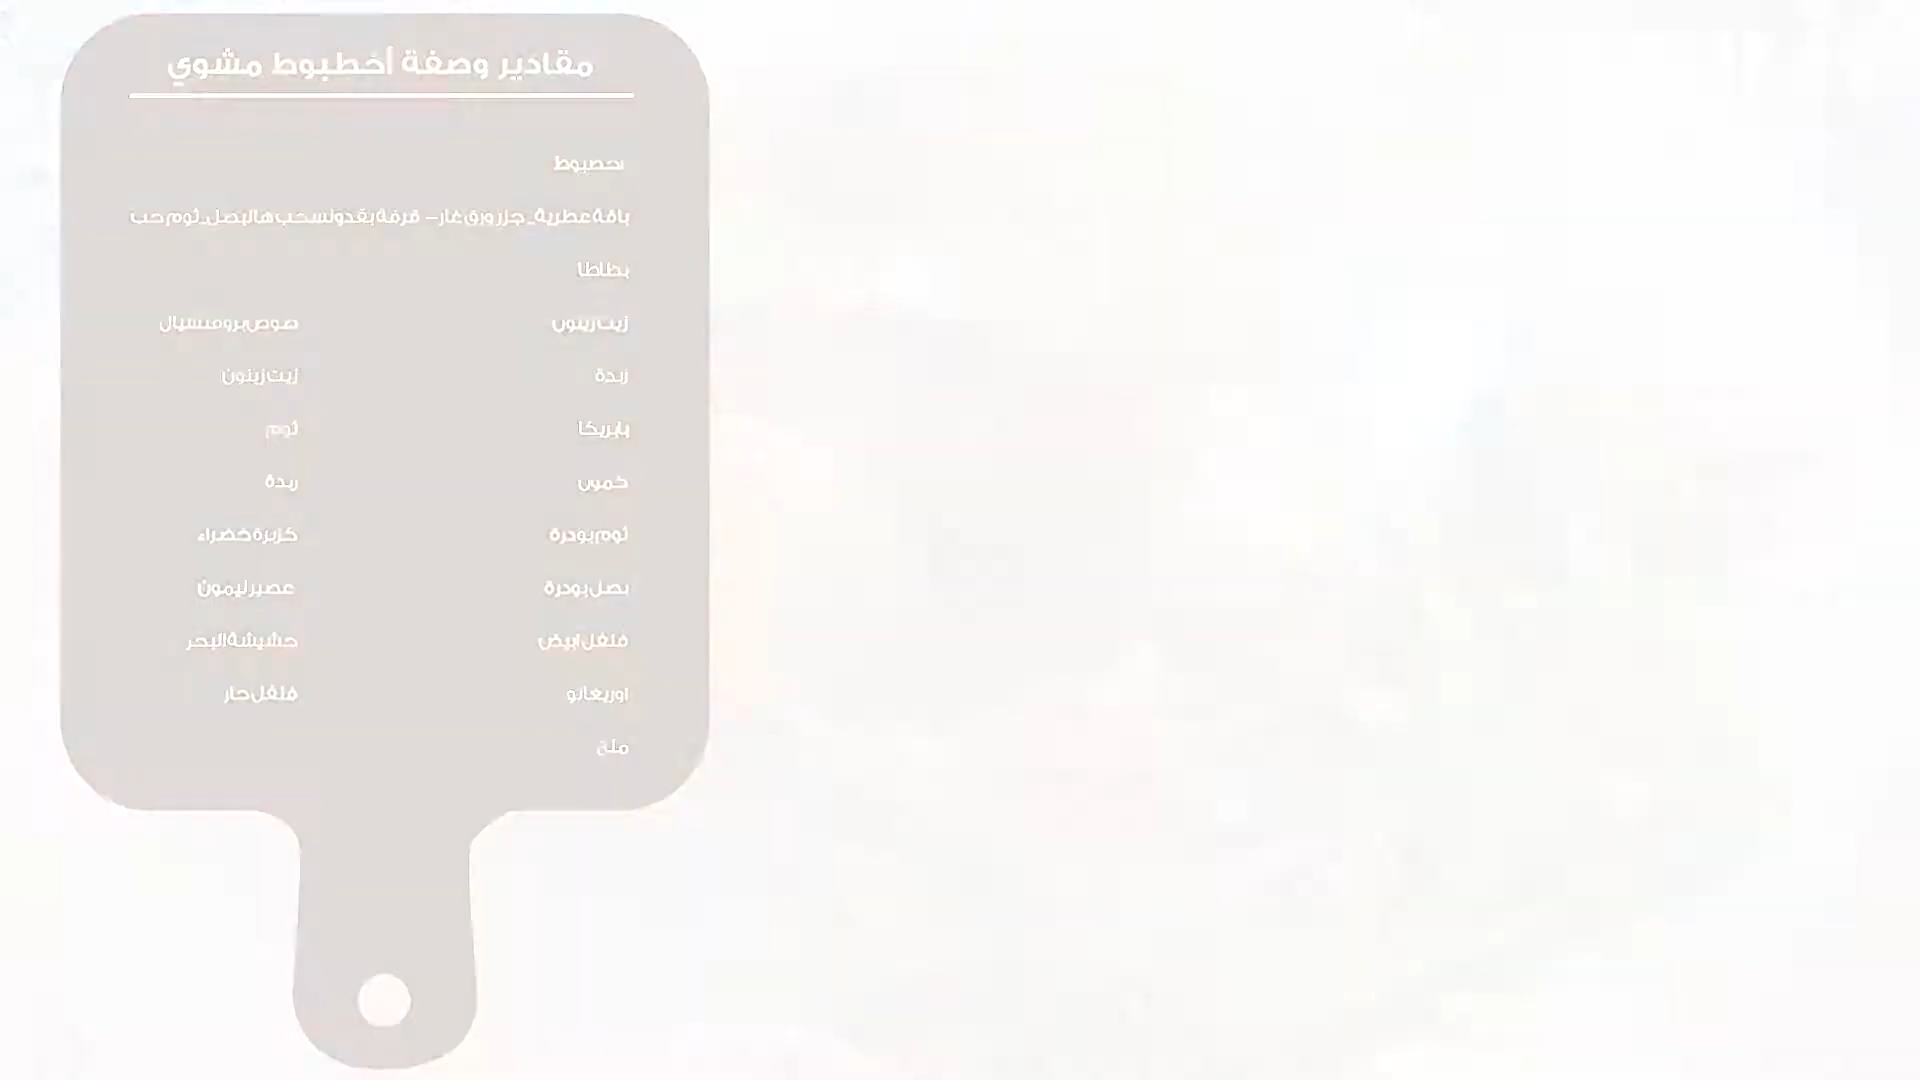 مقادير وصفة أخطبوط مشوي
باقة عطرية_ جزر ورق غار– قرفة بقدونس حب هال بصل_ ثوم حب
بطاطا
زيت زيتون
زبدة
بابريكا
كمون
ثوم بودرة
بصل بودرة
فلفل ابيض
اوريغانو
ملح
صوص بروفنسيال
زيت زيتون
ثوم
زبدة
كزبرة خضراء
عصير ليمون
حشيشة البحر
فلفل حار